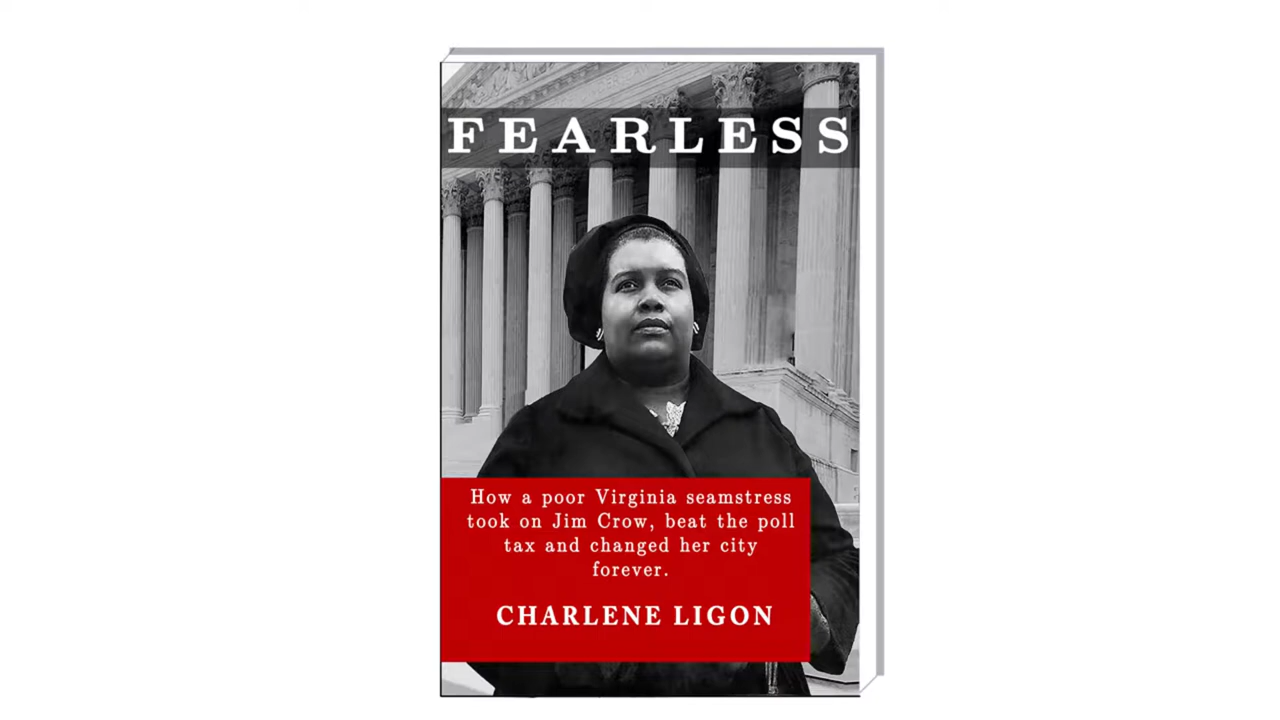 FEARLESS
How a poor Virginia seamstress
took on Jim Crow, beat the poll
tax and changed her city
forever.
CHARLENE LIGON